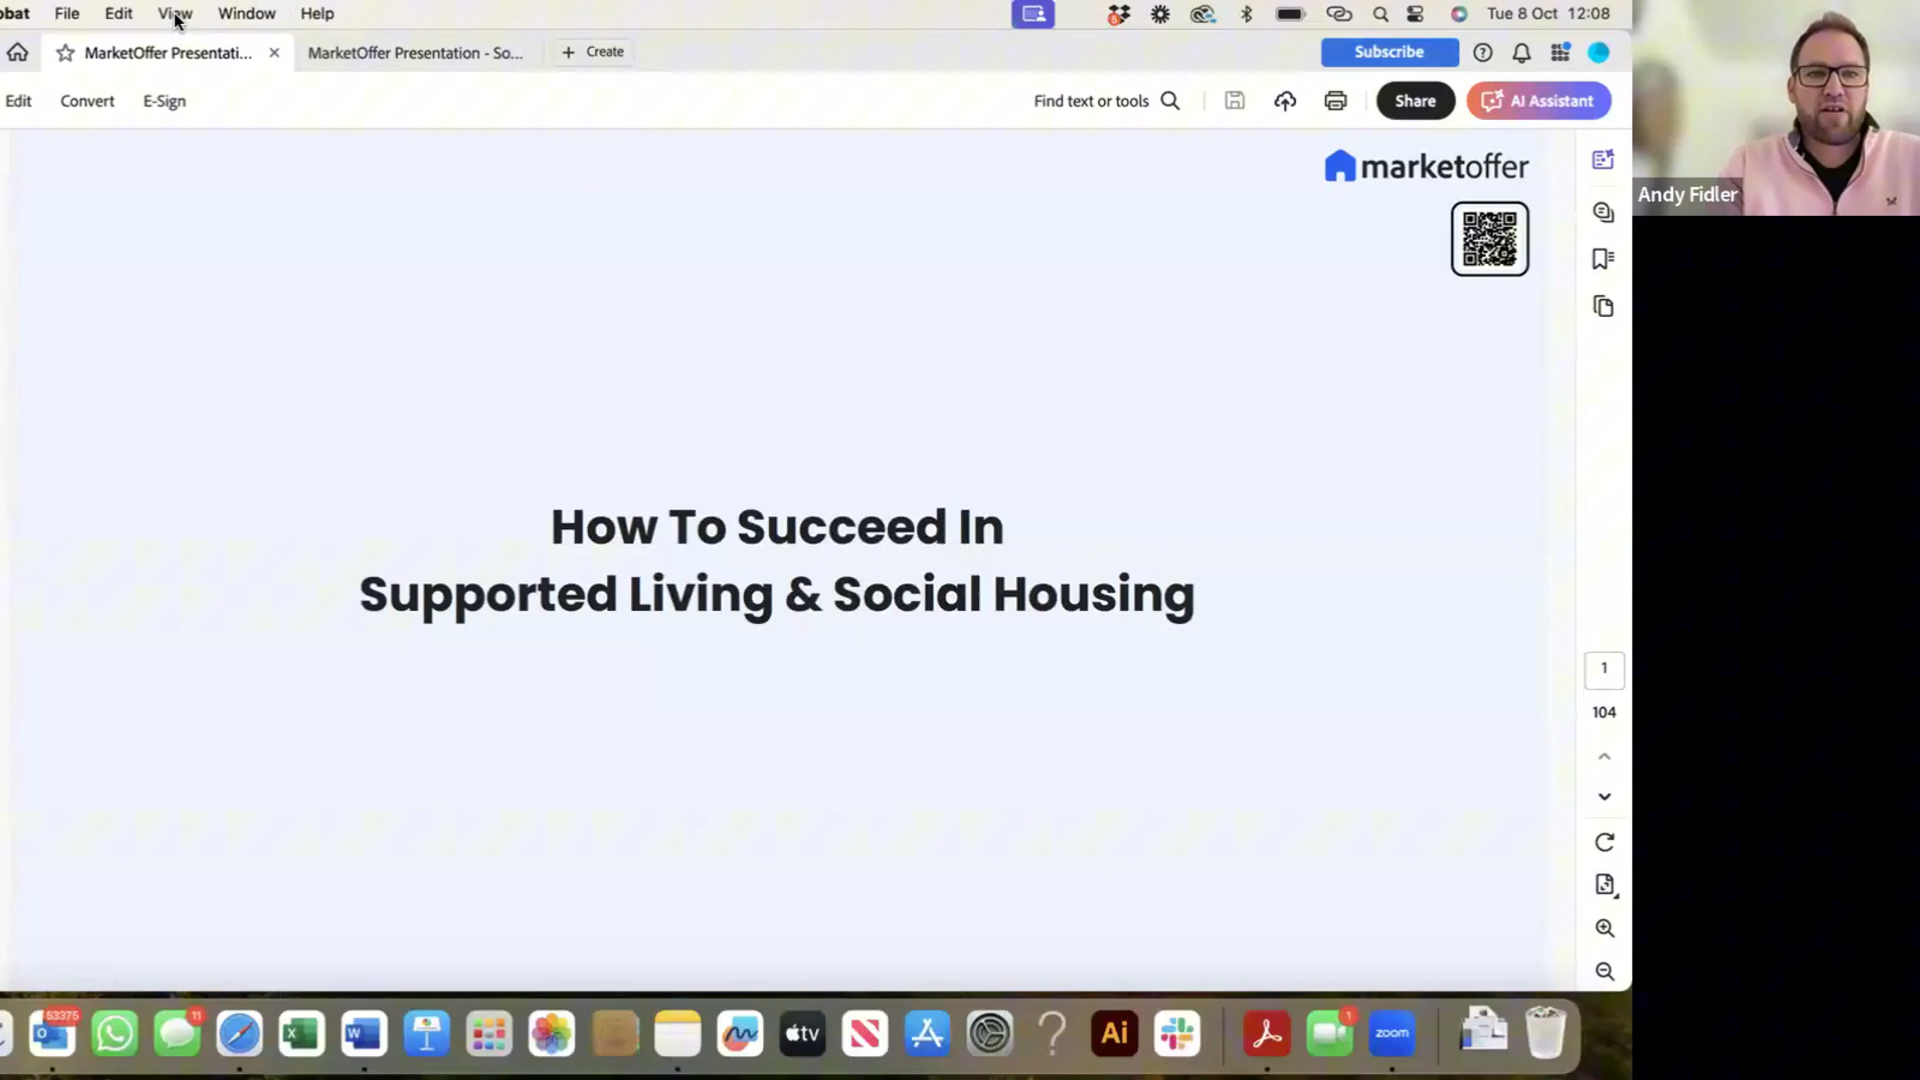 obat File Edit View Window Help
Tue 8 Oct 12:08
MarketOffer Presentati...
MarketOffer Presentation - So...
Create
Subscribe
Edit Convert E-Sign
Find text or tools
Share
AI Assistant
marketoffer
Andy Fidler
How To Succeed In
Supported Living & Social Housing
1
104
53375
11
tv
Ai
1
zoom